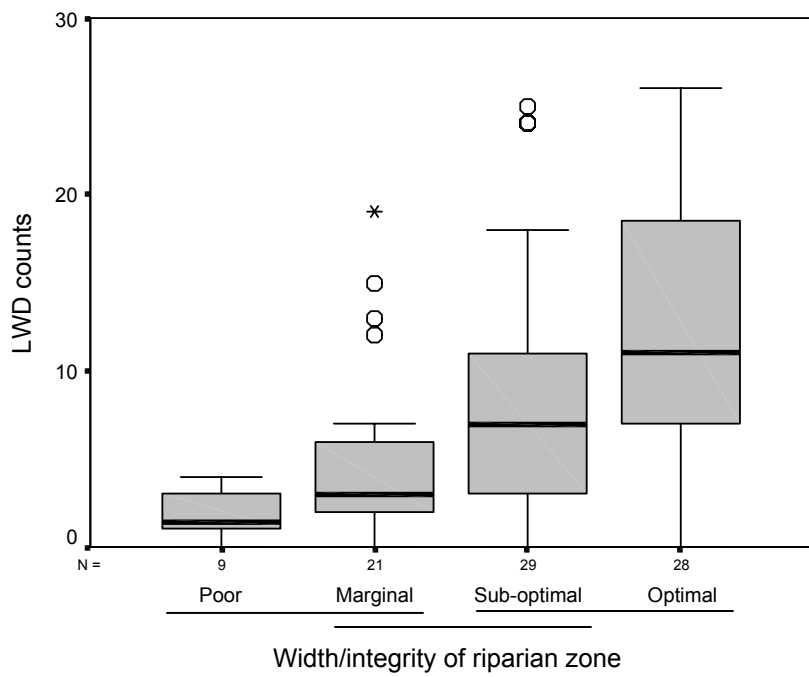 30
20
10
0
LWD counts
N = 9 21 29 28
Poor Marginal Sub-optimal Optimal
Width/integrity of riparian zone